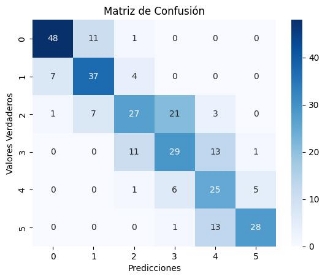 Matriz de Confusión
0 48 11 1 0 0 0
1 7 37 4 0 0 0
2 1 7 27 21 3 0
3 0 0 11 29 13 1
4 0 0 1 6 25 5
5 0 0 0 1 13 28
0 1 2 3 4 5
Predicciones
Valores Verdaderos
40
30
20
10
0